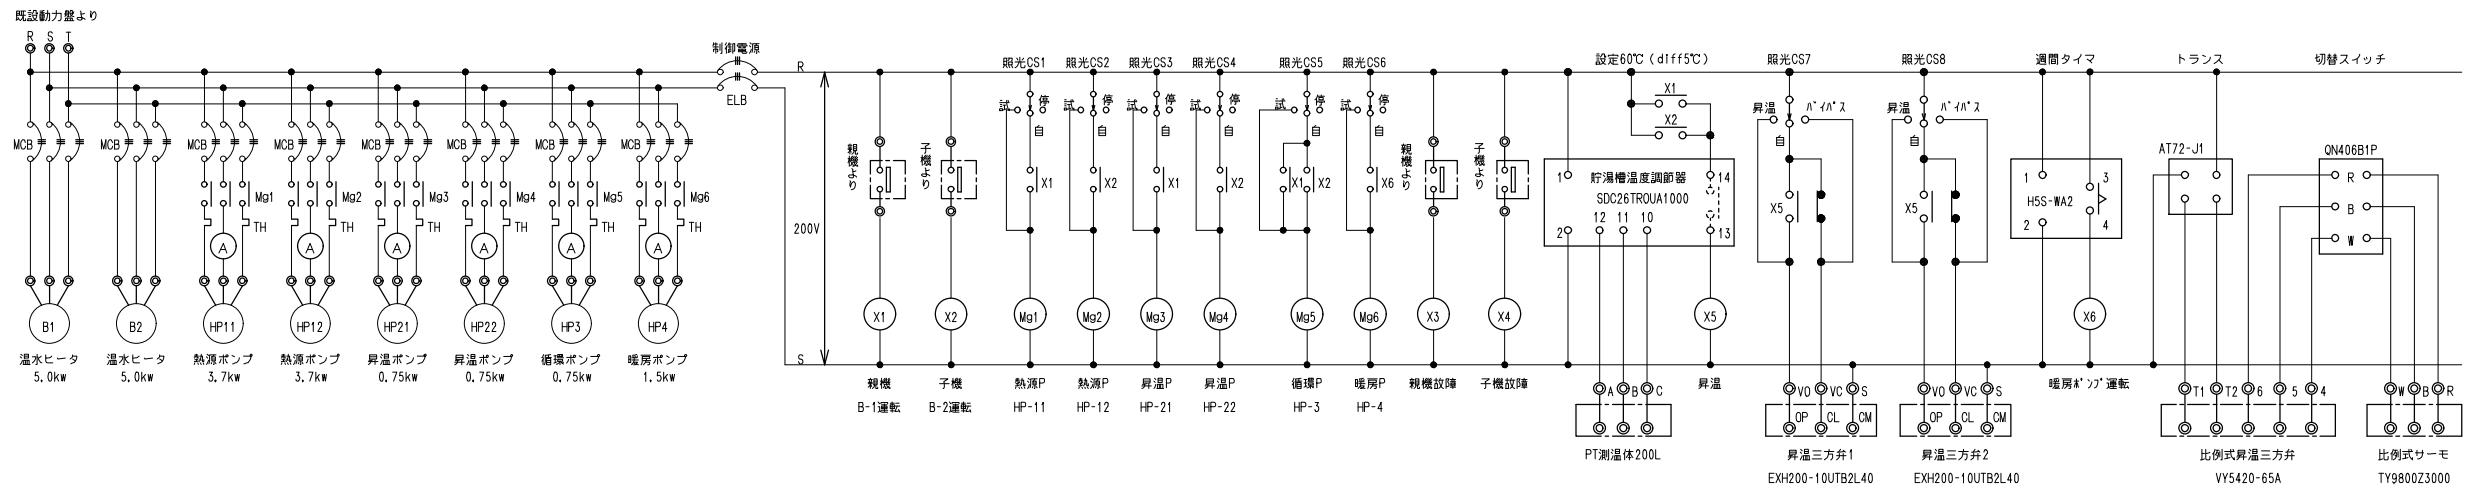 既設動力盤より
R S T
制御電源
ELB
MCB MCB MCB MCB MCB MCB MCB MCB
Mg1 Mg2 Mg3 Mg4 Mg5 Mg6
TH TH TH TH TH TH
A A A A A A
B1 B2 HP11 HP12 HP21 HP22 HP3 HP4
温水ヒータ 温水ヒータ 熱源ポンプ 熱源ポンプ 昇温ポンプ 昇温ポンプ 循環ポンプ 暖房ポンプ
5.0kw 5.0kw 3.7kw 3.7kw 0.75kw 0.75kw 0.75kw 1.5kw
R
200V
S
親機より
X1
親機
B-1運転
子機より
X2
子機
B-2運転
照光CS1
試 停
自
X1
Mg1
熱源P
HP-11
照光CS2
試 停
自
X2
Mg2
熱源P
HP-12
照光CS3
試 停
自
X1
Mg3
昇温P
HP-21
照光CS4
試 停
自
X2
Mg4
昇温P
HP-22
照光CS5
試 停
自
X1 X2
Mg5
循環P
HP-3
照光CS6
試 停
自
X6
Mg6
暖房P
HP-4
親機より
X3
親機故障
子機より
X4
子機故障
設定60℃(diff5℃)
X1
X2
1 貯湯槽温度調節器 14
SDC26TR0UA1000
12 11 10
2 13
X5
昇温
A B C
PT測温体200L
照光CS7
昇温 バイパス
自
X5
VO VC S
OP CL CM
昇温三方弁1
EXH200-10UTB2L40
照光CS8
昇温 バイパス
自
X5
VO VC S
OP CL CM
昇温三方弁2
EXH200-10UTB2L40
週間タイマ
1 3
H5S-WA2
2 4
X6
暖房ポンプ運転
トランス
AT72-J1
切替スイッチ
QN406B1P
R
B
W
T1 T2 6 5 4
比例式昇温三方弁
VY5420-65A
W B R
比例式サーモ
TY9800Z3000